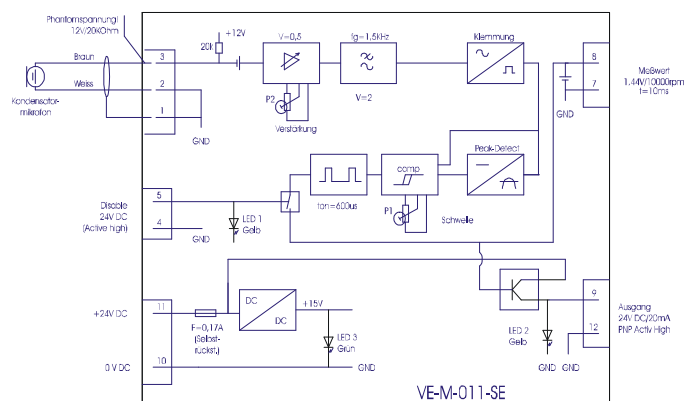 Phantomspannung!
12V/20KOhm
Braun
Weiss
Kondensator-
mikrofon
3
2
1
GND
20k
+12V
V=0,5
P2
Verstärkung
fg=1,5KHz
V=2
Klemmung
8
7
GND
Meßwert
1,44V/10000rpm
t=10ms
Disable
24V DC
(Active high)
5
4
GND
LED 1
Gelb
ton=600us
comp
P1
Schwelle
Peak-Detect
+24V DC
0 V DC
11
10
F=0,17A
(Selbst-
rückst.)
DC
DC
+15V
LED 3
Grün
GND
LED 2
Gelb
GND
GND
9
12
Ausgang
24V DC/20mA
PNP Activ High
VE-M-011-SE